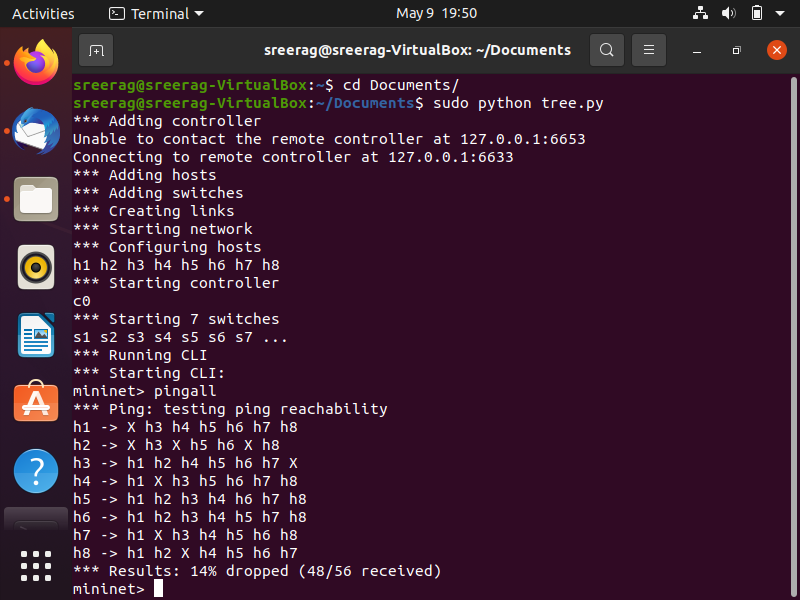 Activities Terminal May 9 19:50
sreerag@sreerag-VirtualBox: ~/Documents
sreerag@sreerag-VirtualBox:~$ cd Documents/
sreerag@sreerag-VirtualBox:~/Documents$ sudo python tree.py
*** Adding controller
Unable to contact the remote controller at 127.0.0.1:6653
Connecting to remote controller at 127.0.0.1:6633
*** Adding hosts
*** Adding switches
*** Creating links
*** Starting network
*** Configuring hosts
h1 h2 h3 h4 h5 h6 h7 h8
*** Starting controller
c0
*** Starting 7 switches
s1 s2 s3 s4 s5 s6 s7 ...
*** Running CLI
*** Starting CLI:
mininet> pingall
*** Ping: testing ping reachability
h1 -> X h3 h4 h5 h6 h7 h8
h2 -> X h3 X h5 h6 X h8
h3 -> h1 h2 h4 h5 h6 h7 X
h4 -> h1 X h3 h5 h6 h7 h8
h5 -> h1 h2 h3 h4 h6 h7 h8
h6 -> h1 h2 h3 h4 h5 h7 h8
h7 -> h1 X h3 h4 h5 h6 h8
h8 -> h1 h2 X h4 h5 h6 h7
*** Results: 14% dropped (48/56 received)
mininet>